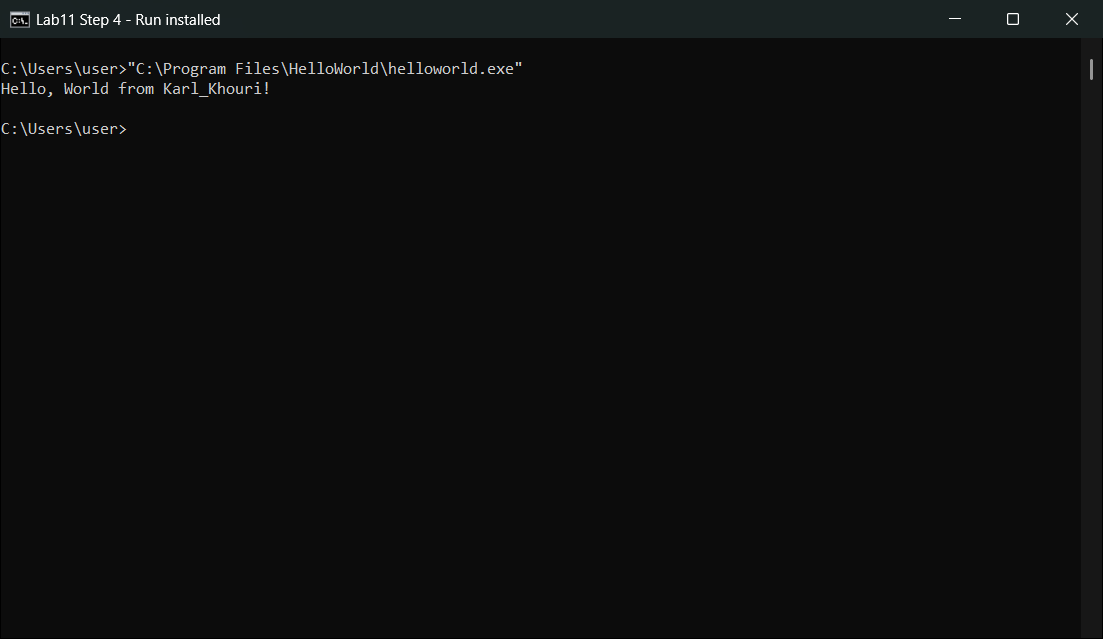 Lab11 Step 4 - Run installed
C:\Users\user>"C:\Program Files\HelloWorld\helloworld.exe"
Hello, World from Karl_Khouri!
C:\Users\user>